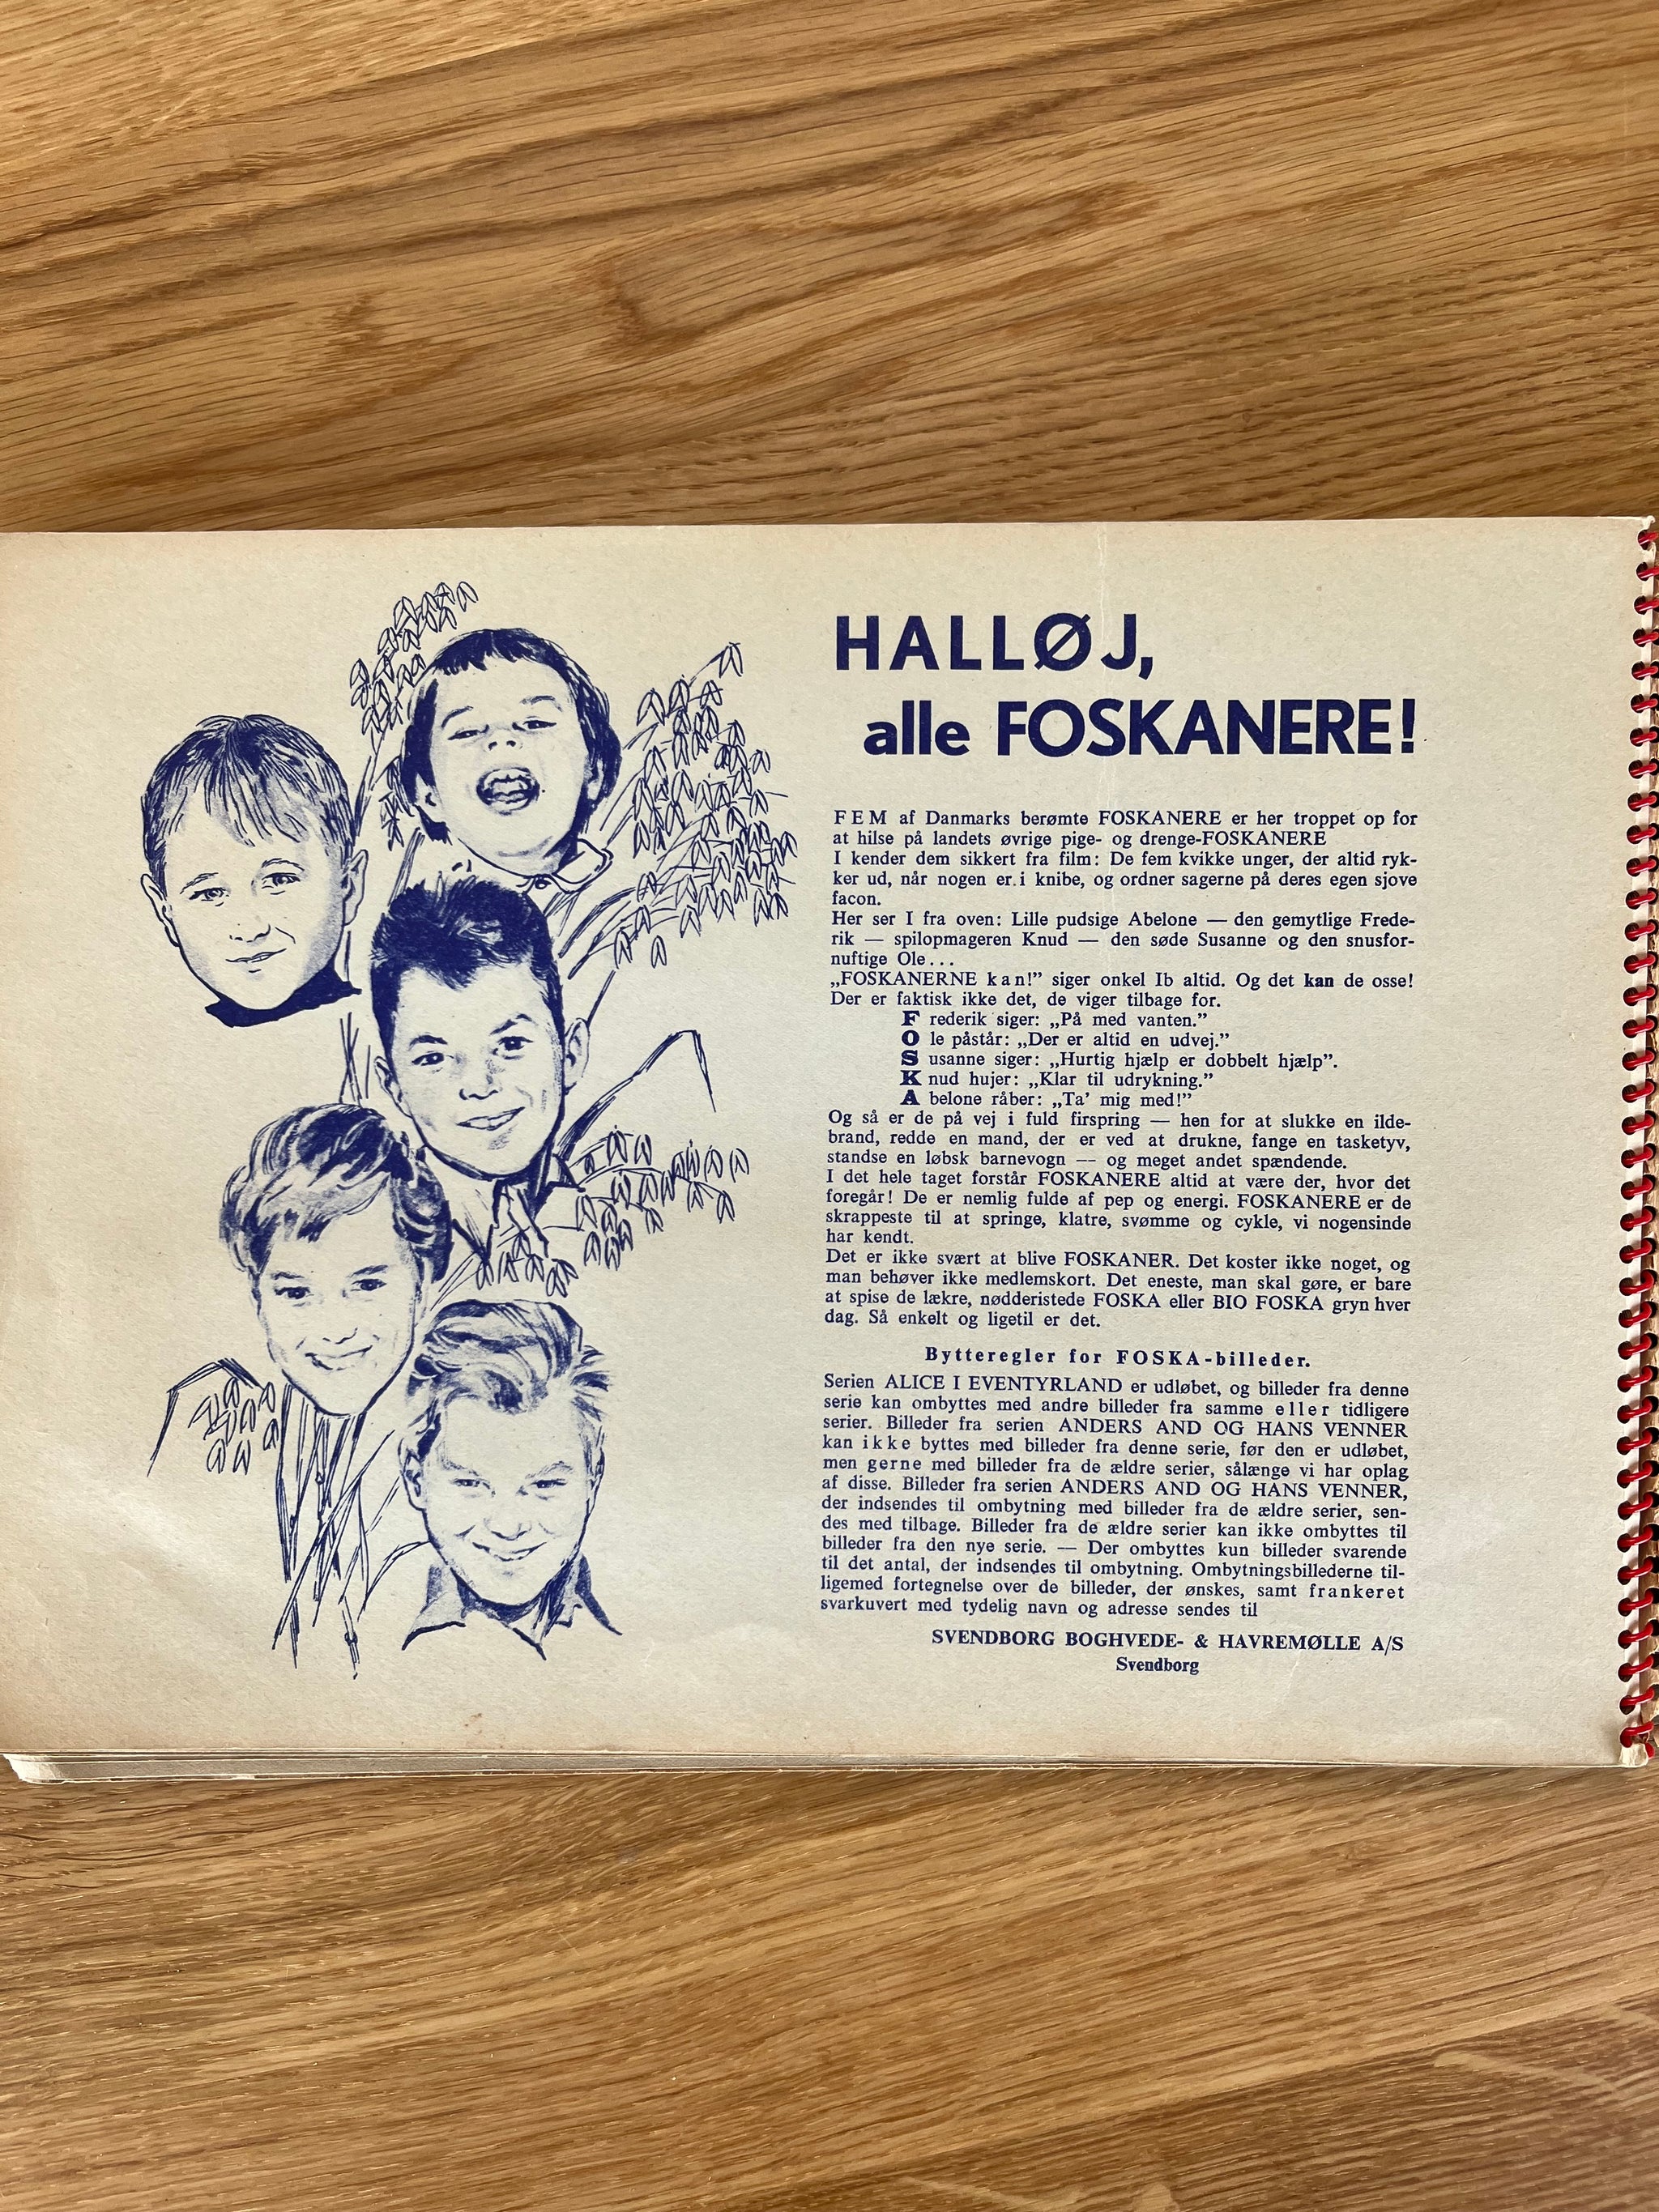 HALLØJ,
alle FOSKANERE!
FEM af Danmarks berømte FOSKANERE er her troppet op for
at hilse på landets øvrige pige- og drenge-FOSKANERE
I kender dem sikkert fra film: De fem kvikke unger, der altid ryk-
ker ud, når nogen er i knibe, og ordner sagerne på deres egen sjove
facon.
Her ser I fra oven: Lille pudsige Abelone — den gemytlige Frede-
rik — spilopmageren Knud — den søde Susanne og den snusfor-
nuftige Ole...
„FOSKANERNE kan!” siger onkel Ib altid. Og det kan de osse!
Der er faktisk ikke det, de viger tilbage for.
F rederik siger: „På med vanten.”
O le påstår: „Der er altid en udvej.”
S usanne siger: „Hurtig hjælp er dobbelt hjælp”.
K nud hujer: „Klar til udrykning.”
A belone råber: „Ta' mig med!”
Og så er de på vej i fuld firspring — hen for at slukke en ilde-
brand, redde en mand, der er ved at drukne, fange en tasketyv,
standse en løbsk barnevogn — og meget andet spændende.
I det hele taget forstår FOSKANERE altid at være der, hvor det
foregår! De er nemlig fulde af pep og energi. FOSKANERE er de
skrappeste til at springe, klatre, svømme og cykle, vi nogensinde
har kendt.
Det er ikke svært at blive FOSKANER. Det koster ikke noget, og
man behøver ikke medlemskort. Det eneste, man skal gøre, er bare
at spise de lækre, nødderistede FOSKA eller BIO FOSKA gryn hver
dag. Så enkelt og ligetil er det.
Bytteregler for FOSKA-billeder.
Serien ALICE I EVENTYRLAND er udløbet, og billeder fra denne
serie kan ombyttes med andre billeder fra samme eller tidligere
serier. Billeder fra serien ANDERS AND OG HANS VENNER
kan ikke byttes med billeder fra denne serie, før den er udløbet,
men gerne med billeder fra de ældre serier, sålænge vi har oplag
af disse. Billeder fra serien ANDERS AND OG HANS VENNER,
der indsendes til ombytning med billeder fra de ældre serier, sen-
des med tilbage. Billeder fra de ældre serier kan ikke ombyttes til
billeder fra den nye serie. — Der ombyttes kun billeder svarende
til det antal, der indsendes til ombytning. Ombytningsbillederne til-
ligemed fortegnelse over de billeder, der ønskes, samt frankeret
svarkuvert med tydelig navn og adresse sendes til
SVENDBORG BOGHVEDE- & HAVREMØLLE A/S
Svendborg